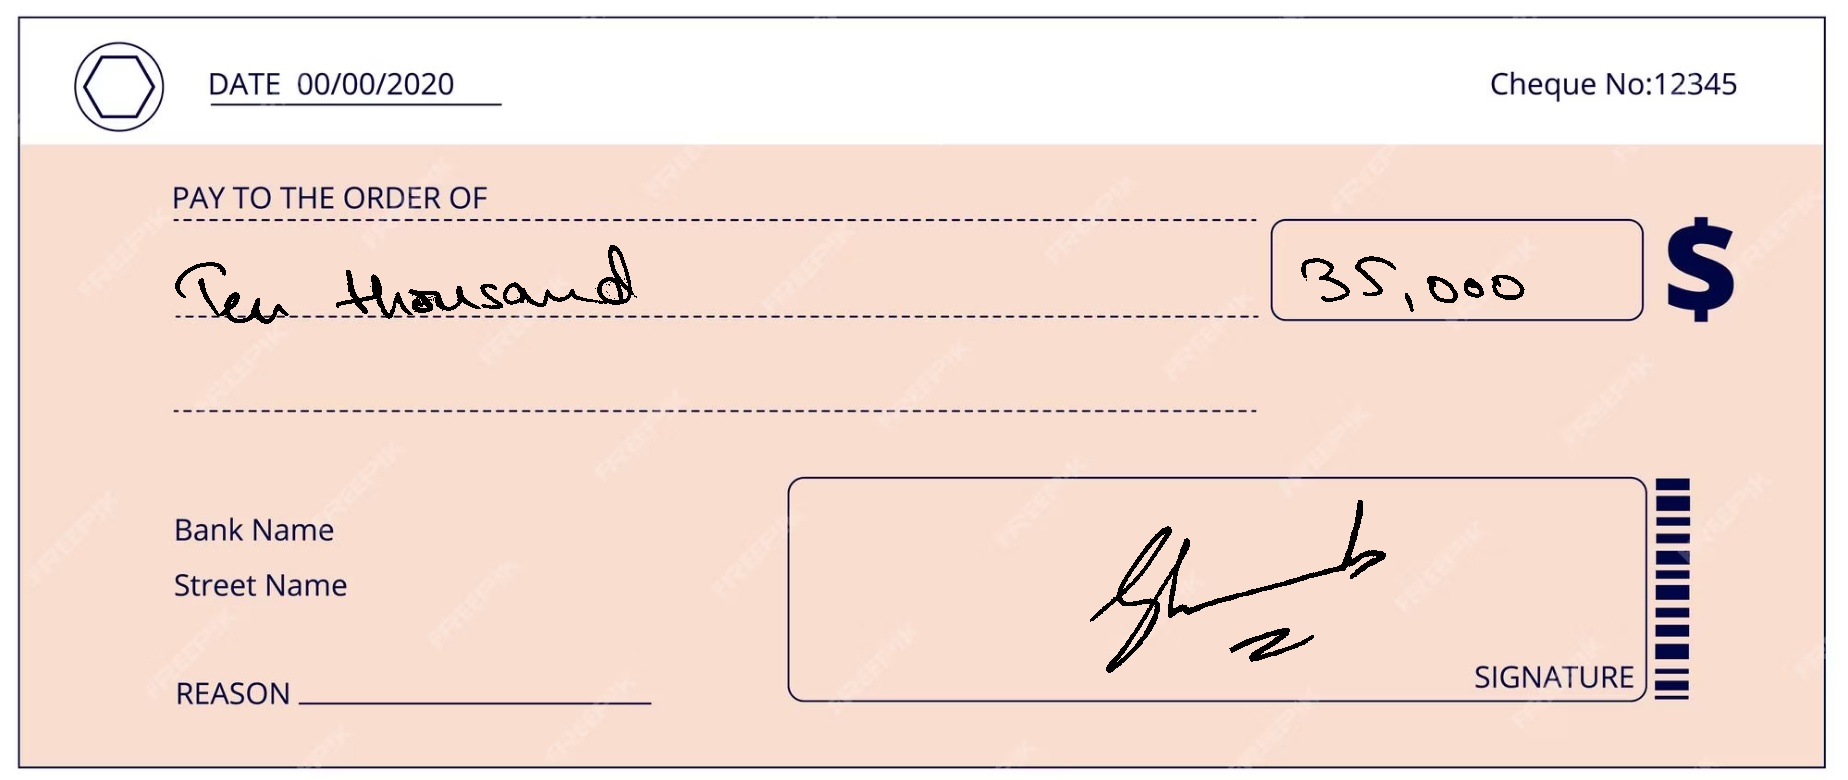 DATE 00/00/2020 Cheque No:12345
PAY TO THE ORDER OF
Ten thousand 35,000 $
Bank Name
Street Name
SIGNATURE
REASON